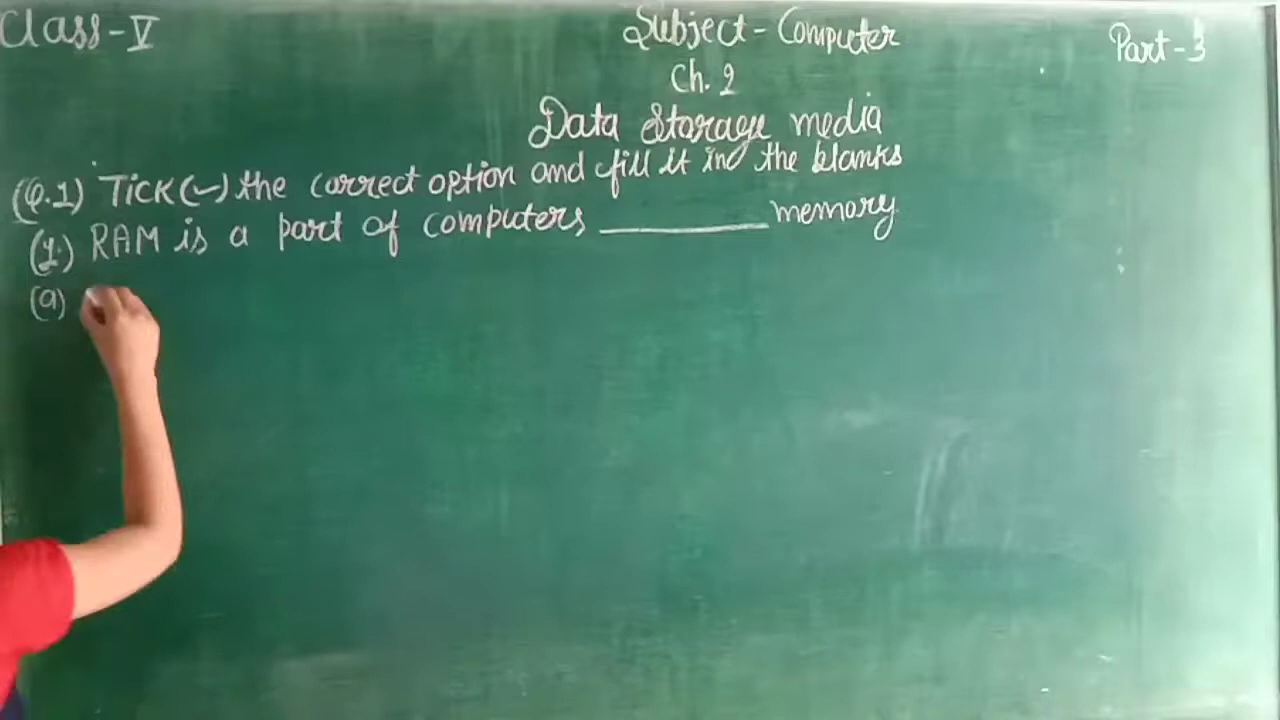 Class-V
Subject - Computer
Part-3
Ch. 2
Data Storage media
(Q.1) Tick(✓) the correct option and fill it in the blanks
(1.) RAM is a part of computers ________ memory.
(a)